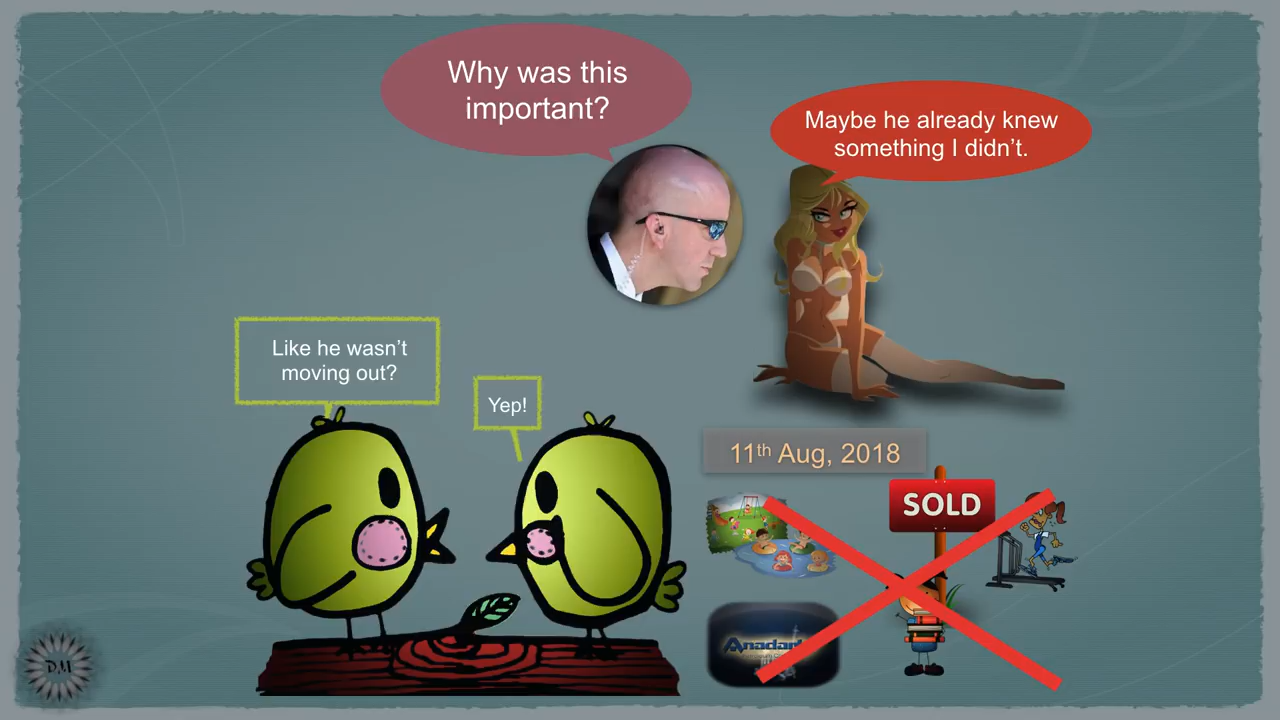 Why was this
important?
Maybe he already knew
something I didn't.
Like he wasn't
moving out?
Yep!
11th Aug, 2018
SOLD
DM